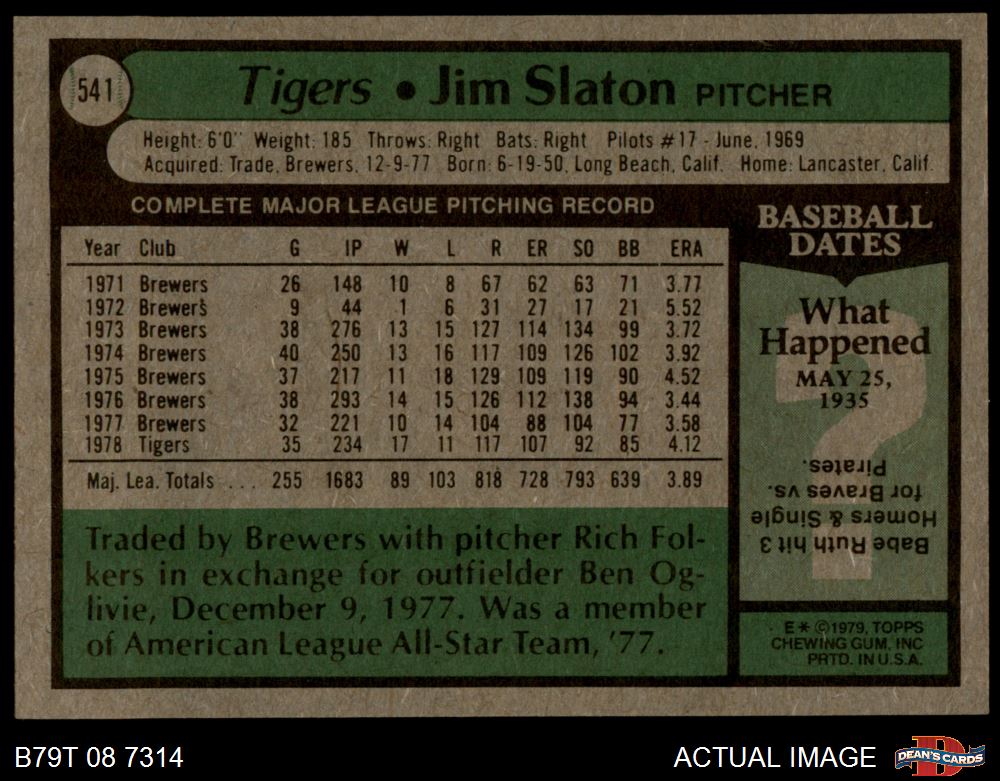 541
Tigers • Jim Slaton PITCHER
Height: 6'0" Weight: 185 Throws: Right Bats: Right Pilots #17 - June, 1969
Acquired: Trade, Brewers, 12-9-77 Born: 6-19-50, Long Beach, Calif. Home: Lancaster, Calif.
COMPLETE MAJOR LEAGUE PITCHING RECORD
Year Club G IP W L R ER SO BB ERA
1971 Brewers 26 148 10 8 67 62 63 71 3.77
1972 Brewers 9 44 1 6 31 27 17 21 5.52
1973 Brewers 38 276 13 15 127 114 134 99 3.72
1974 Brewers 40 250 13 16 117 109 126 102 3.92
1975 Brewers 37 217 11 18 129 109 119 90 4.52
1976 Brewers 38 293 14 15 126 112 138 94 3.44
1977 Brewers 32 221 10 14 104 88 104 77 3.58
1978 Tigers 35 234 17 11 117 107 92 85 4.12
Maj. Lea. Totals ... 255 1683 89 103 818 728 793 639 3.89
Traded by Brewers with pitcher Rich Fol-
kers in exchange for outfielder Ben Og-
livie, December 9, 1977. Was a member
of American League All-Star Team, '77.
BASEBALL
DATES
What
Happened
MAY 25,
1935
?
Babe Ruth hit 3
Homers & Single
for Braves vs.
Pirates.
E * © 1979, TOPPS
CHEWING GUM, INC
PRTD. IN U.S.A.
B79T 08 7314
ACTUAL IMAGE
D
DEAN'S CARDS